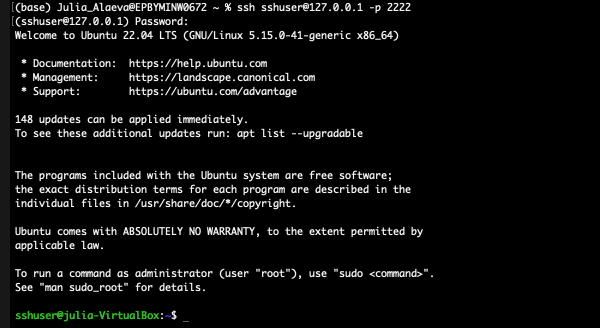 (base) Julia_Alaeva@EPBYMINW0672 ~ % ssh sshuser@127.0.0.1 -p 2222
(sshuser@127.0.0.1) Password:
Welcome to Ubuntu 22.04 LTS (GNU/Linux 5.15.0-41-generic x86_64)
* Documentation: https://help.ubuntu.com
* Management: https://landscape.canonical.com
* Support: https://ubuntu.com/advantage
148 updates can be applied immediately.
To see these additional updates run: apt list --upgradable
The programs included with the Ubuntu system are free software;
the exact distribution terms for each program are described in the
individual files in /usr/share/doc/*/copyright.
Ubuntu comes with ABSOLUTELY NO WARRANTY, to the extent permitted by
applicable law.
To run a command as administrator (user "root"), use "sudo <command>".
See "man sudo_root" for details.
sshuser@julia-VirtualBox:~$ _